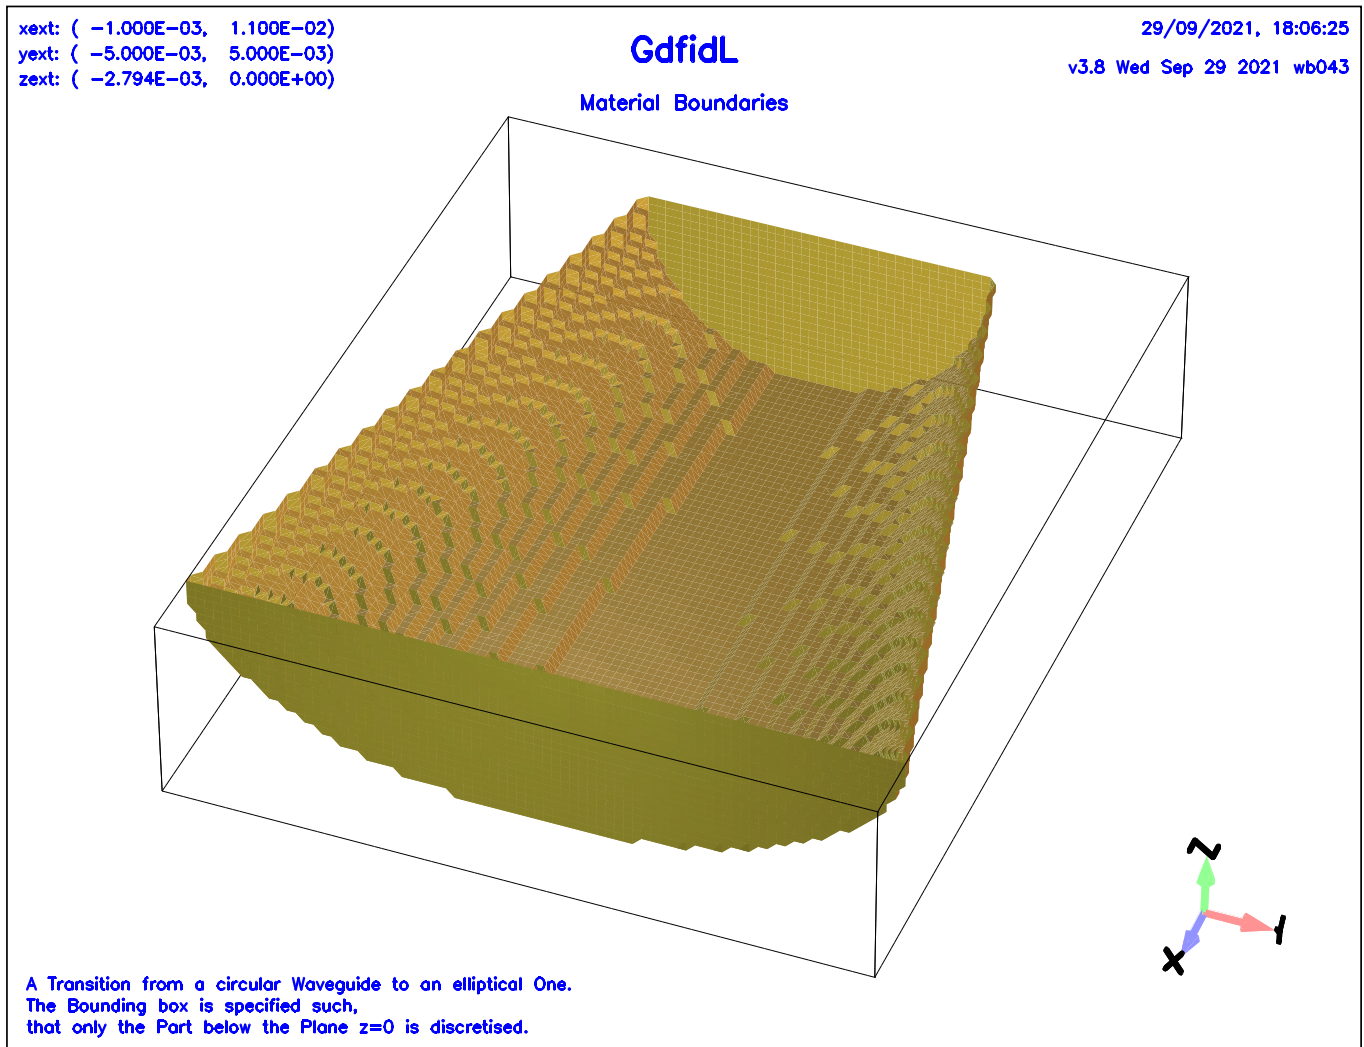 xext: ( -1.000E-03, 1.100E-02)
yext: ( -5.000E-03, 5.000E-03)
zext: ( -2.794E-03, 0.000E+00)
GdfidL
29/09/2021, 18:06:25
v3.8 Wed Sep 29 2021 wb043
Material Boundaries
Z
Y
X
A Transition from a circular Waveguide to an elliptical One.
The Bounding box is specified such,
that only the Part below the Plane z=0 is discretised.